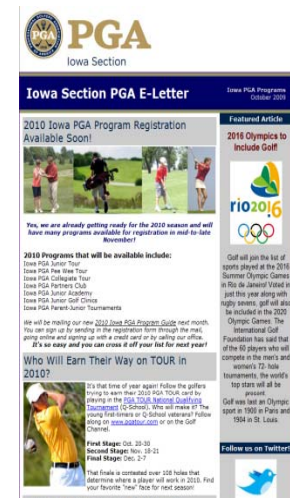 PGA
PGA
Iowa Section
Iowa Section PGA E-Letter
Iowa PGA Programs
October 2009
2010 Iowa PGA Program Registration
Available Soon!
Yes, we are already getting ready for the 2010 season and will
have many programs available for registration in mid-to-late
November!
2010 Programs that will be available include:
Iowa PGA Junior Tour
Iowa PGA Pee Wee Tour
Iowa PGA Collegiate Tour
Iowa PGA Partners Club
Iowa PGA Junior Academy
Iowa PGA Junior Golf Clinics
Iowa PGA Parent-Junior Tournaments
We will be mailing our new 2010 Iowa PGA Program Guide next month.
You can sign up by sending in the registration form through the mail,
going online and signing up with a credit card or by calling our office.
It's so easy and you can cross it off your list for next year!
Who Will Earn Their Way on TOUR in
2010?
It's that time of year again! Follow the golfers
trying to earn their 2010 PGA TOUR card by
playing in the PGA TOUR National Qualifying
Tournament (Q-School). Who will make it? The
young first-timers or Q-School veterans? Follow
along on www.pgatour.com or on the Golf
Channel.
First Stage: Oct. 20-30
Second Stage: Nov. 18-21
Final Stage: Dec. 2-7
That finale is contested over 108 holes that
determine where a player will work in 2010. Find
your favorite "new" face for next season!
Featured Article
2016 Olympics to
Include Golf!
rio2016
Golf will join the list of
sports played at the 2016
Summer Olympic Games
in Rio de Janeiro! Voted in
just this year along with
rugby sevens, golf will also
be included in the 2020
Olympic Games. The
International Golf
Foundation has said that
of the 60 players who will
compete in the men's and
women's 72- hole
tournaments, the world's
top stars will all be
present.
Golf was last an Olympic
sport in 1900 in Paris and
1904 in St. Louis.
Follow us on Twitter!